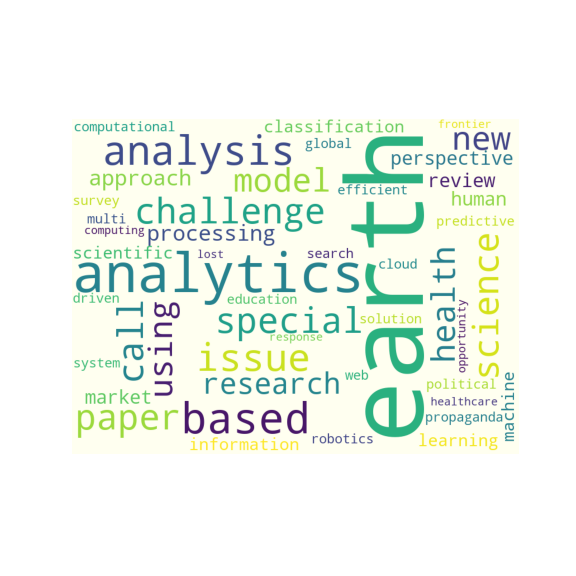 computational
classification
frontier
analysis
global
new
perspective
approach
model
efficient
review
survey
challenge
human
multi
computing
processing
predictive
scientific
lost
search
earth
analytics
cloud
health
science
driven
education
call
using
special
solution
opportunity
response
issue
system
research
web
political
market
healthcare
machine
paper
based
propaganda
information
robotics
learning